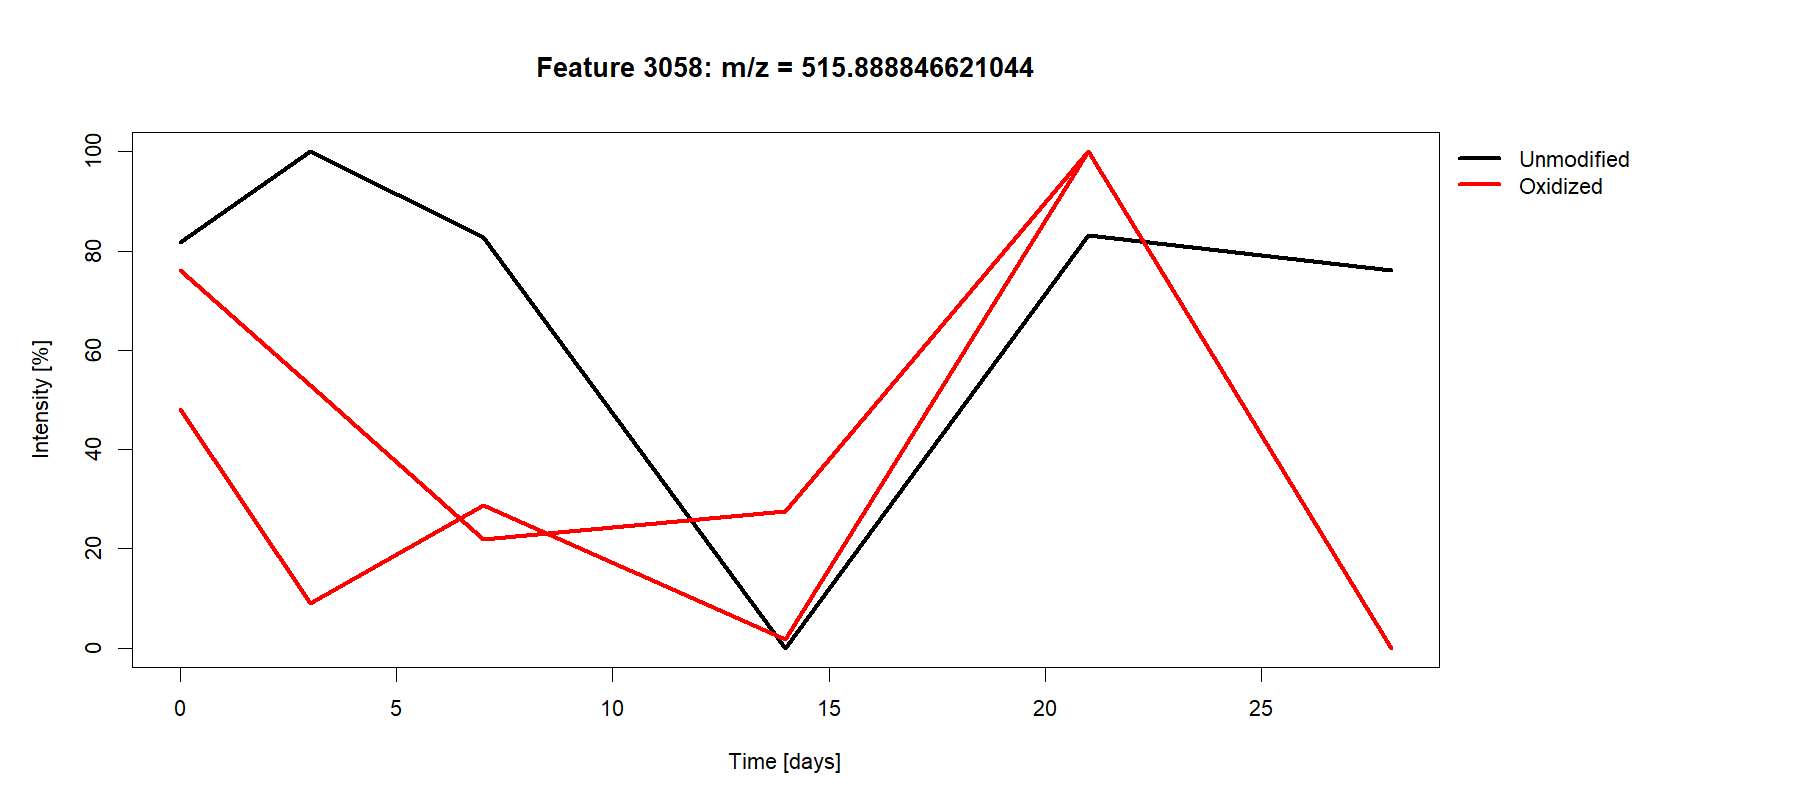 Feature 3058: m/z = 515.888846621044
Unmodified
Oxidized
Intensity [%]
100
80
60
40
20
0
0 5 10 15 20 25
Time [days]